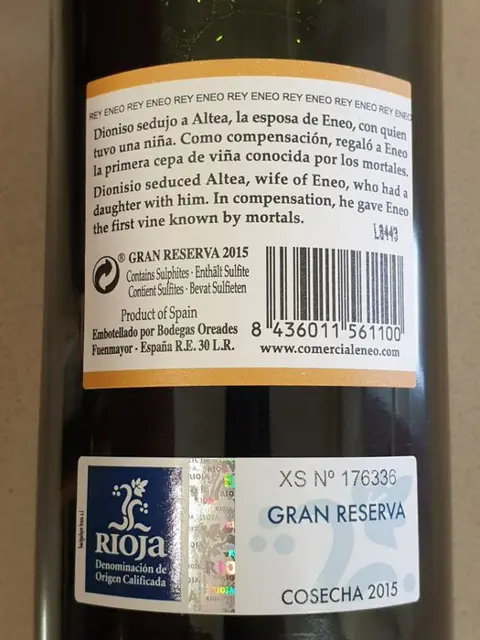 REY ENEO REY ENEO REY ENEO REY ENEO REY ENEO REY ENEO REY ENEO
Dioniso sedujo a Altea, la esposa de Eneo, con quien
tuvo una niña. Como compensación, regaló a Eneo
la primera cepa de viña conocida por los mortales.
Dionisio seduced Altea, wife of Eneo, who had a
daughter with him. In compensation, he gave Eneo
the first vine known by mortals.
L8443
® GRAN RESERVA 2015
Contains Sulphites · Enthält Sulfite
Contient Sulfites · Bevat Sulfieten
Product of Spain
Embotellado por Bodegas Oreades
Fuenmayor - España R.E. 30 L.R.
8 436011 561100
www.comercialeneo.com
RIOJA
Denominación de
Origen Calificada
XS Nº 176336
GRAN RESERVA
COSECHA 2015